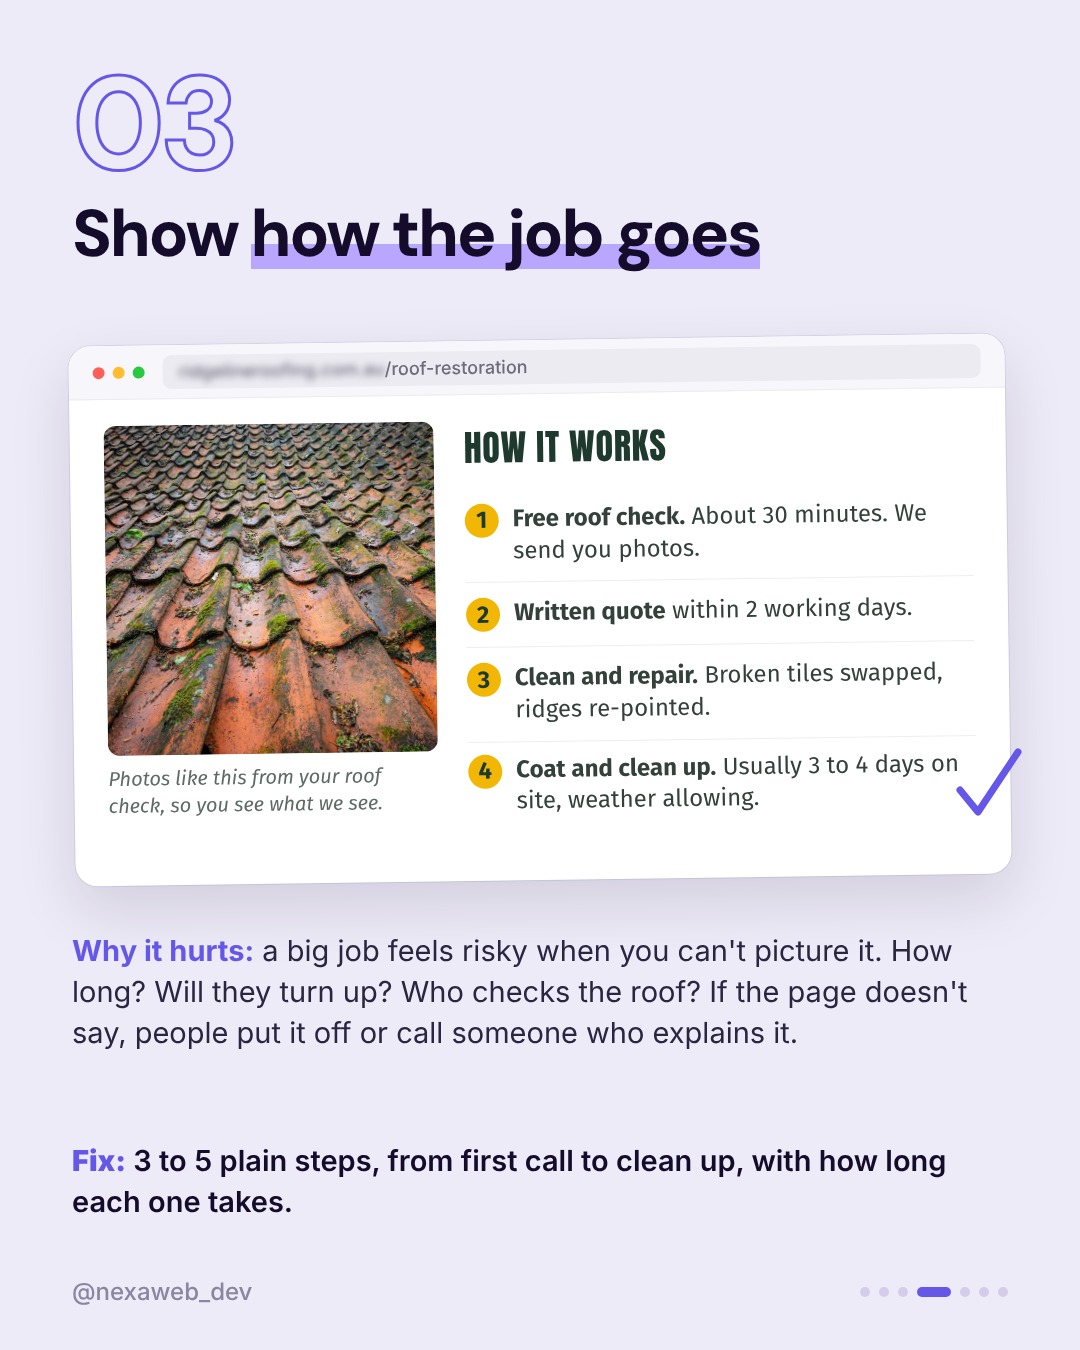 03
Show how the job goes
/roof-restoration
HOW IT WORKS
1 Free roof check. About 30 minutes. We
send you photos.
2 Written quote within 2 working days.
3 Clean and repair. Broken tiles swapped,
ridges re-pointed.
4 Coat and clean up. Usually 3 to 4 days on
site, weather allowing.
Photos like this from your roof
check, so you see what we see.
Why it hurts: a big job feels risky when you can't picture it. How
long? Will they turn up? Who checks the roof? If the page doesn't
say, people put it off or call someone who explains it.
Fix: 3 to 5 plain steps, from first call to clean up, with how long
each one takes.
@nexaweb_dev